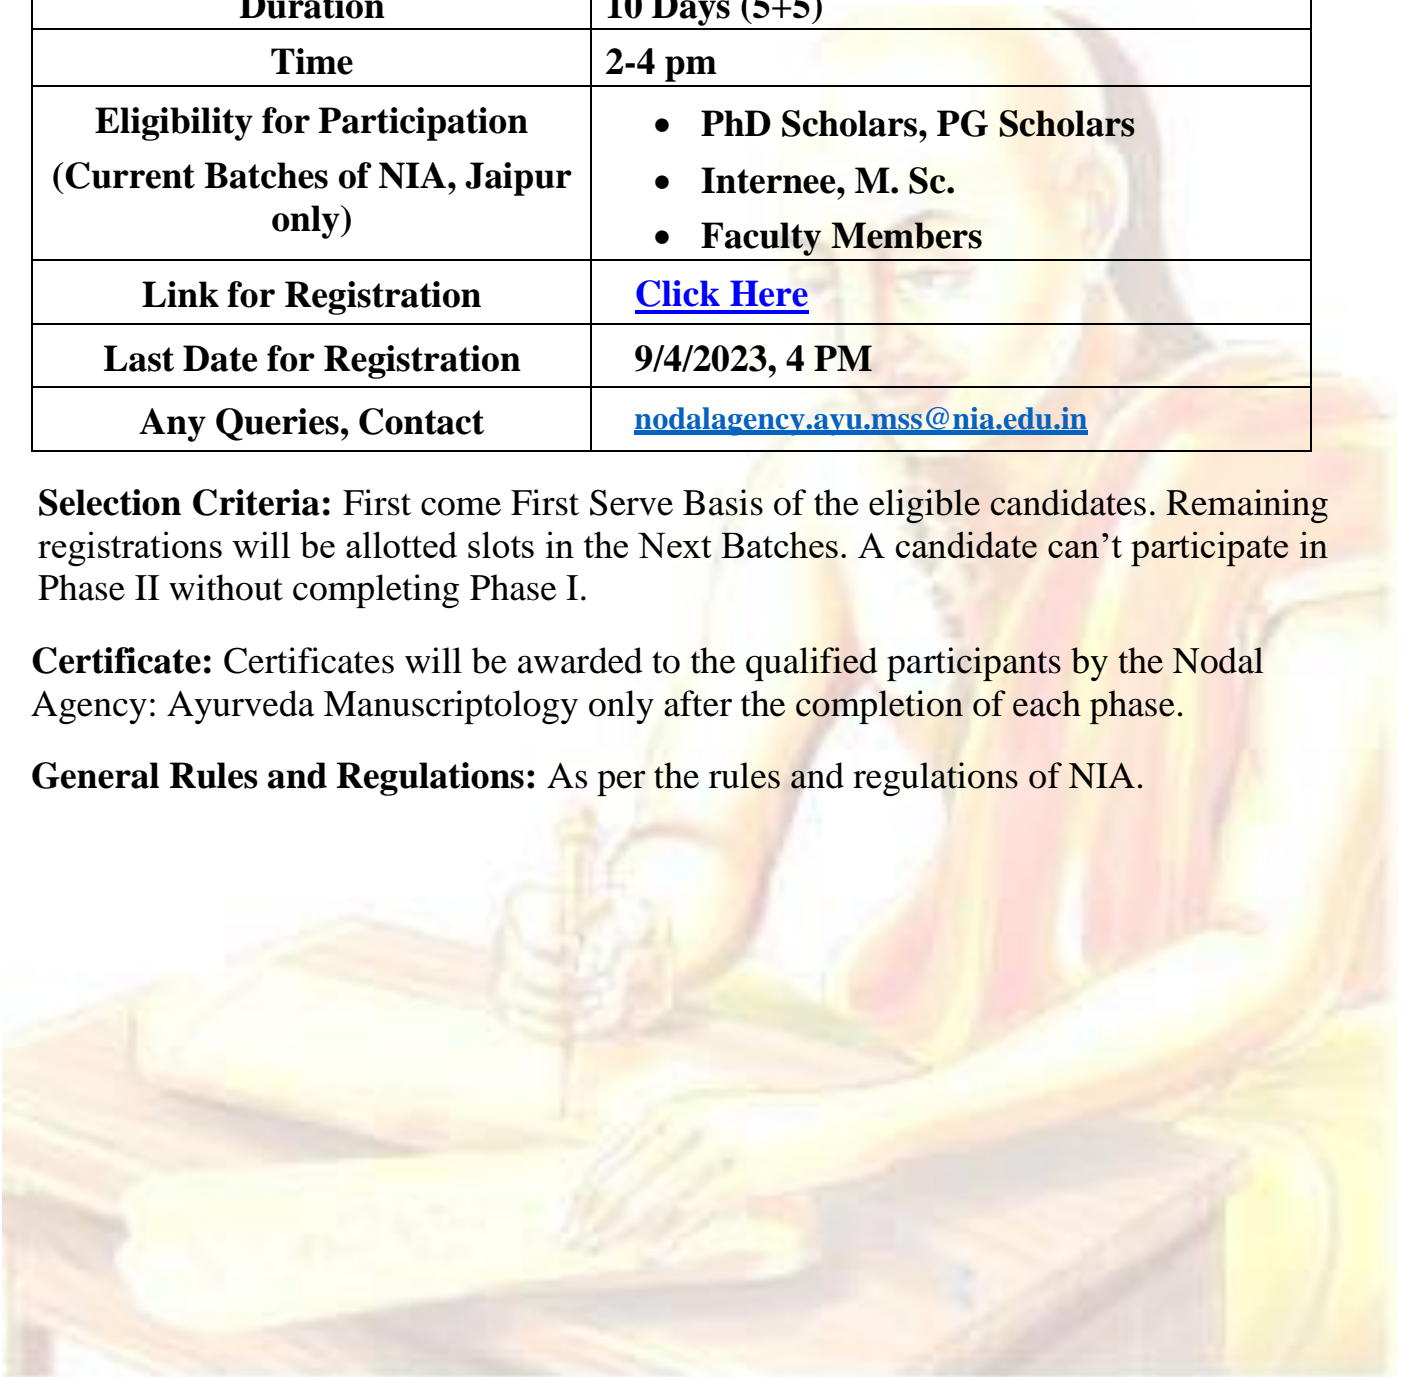 Duration 10 Days (5+5)
Time 2-4 pm
Eligibility for Participation
(Current Batches of NIA, Jaipur
only)
• PhD Scholars, PG Scholars
• Internee, M. Sc.
• Faculty Members
Link for Registration Click Here
Last Date for Registration 9/4/2023, 4 PM
Any Queries, Contact nodalagency.ayu.mss@nia.edu.in
Selection Criteria: First come First Serve Basis of the eligible candidates. Remaining
registrations will be allotted slots in the Next Batches. A candidate can’t participate in
Phase II without completing Phase I.
Certificate: Certificates will be awarded to the qualified participants by the Nodal
Agency: Ayurveda Manuscriptology only after the completion of each phase.
General Rules and Regulations: As per the rules and regulations of NIA.